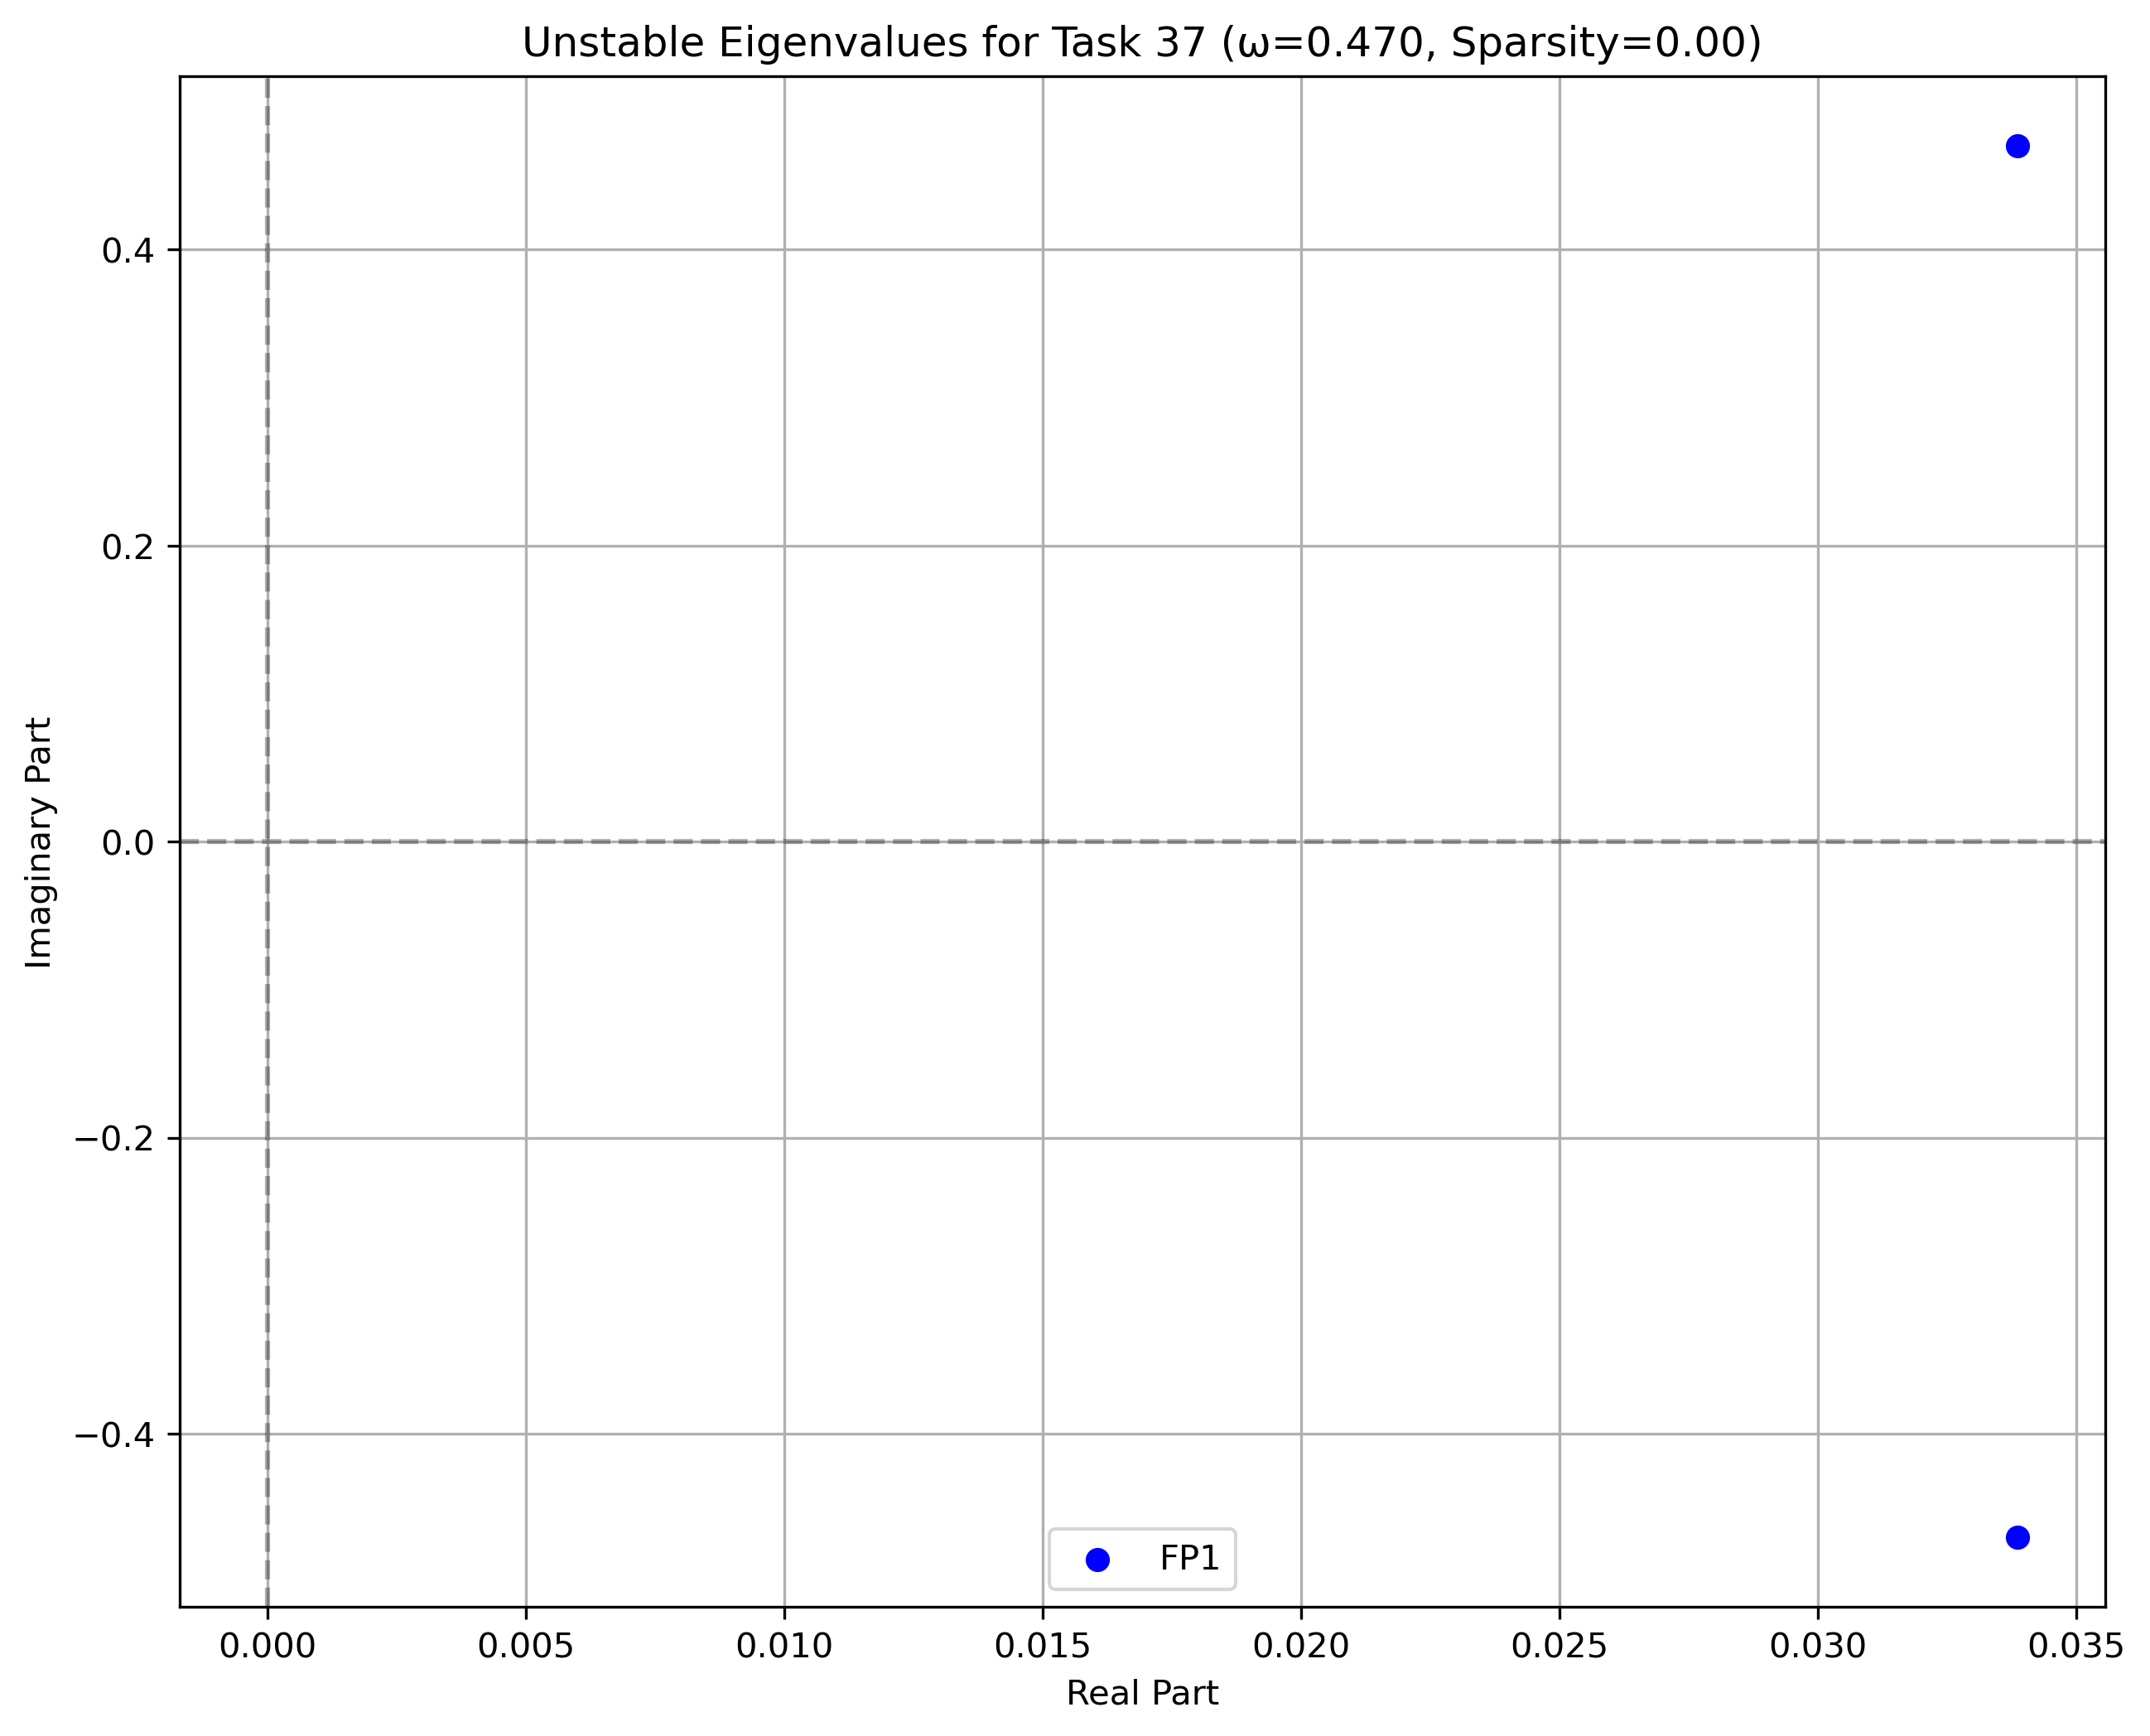 Unstable Eigenvalues for Task 37 (ω=0.470, Sparsity=0.00)
Imaginary Part
0.4
0.2
0.0
−0.2
−0.4
FP1
0.000 0.005 0.010 0.015 0.020 0.025 0.030 0.035
Real Part